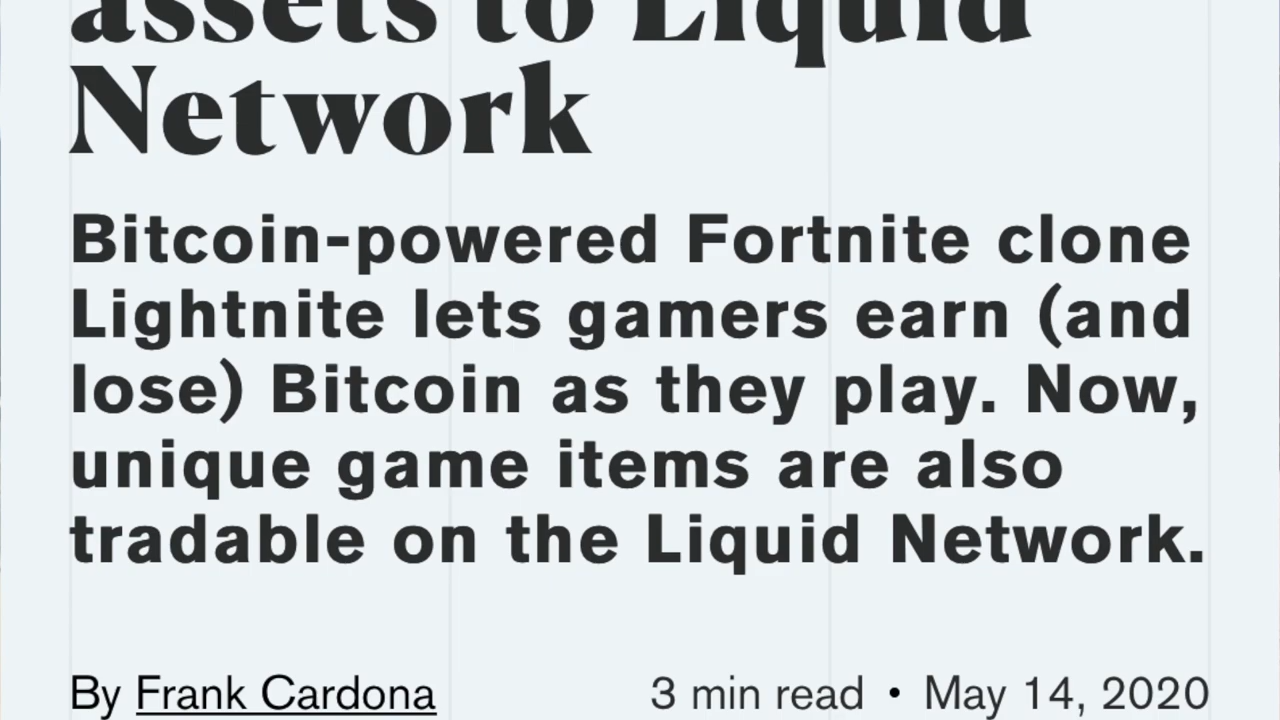 assets to Liquid
Network
Bitcoin-powered Fortnite clone
Lightnite lets gamers earn (and
lose) Bitcoin as they play. Now,
unique game items are also
tradable on the Liquid Network.
By Frank Cardona 3 min read • May 14, 2020